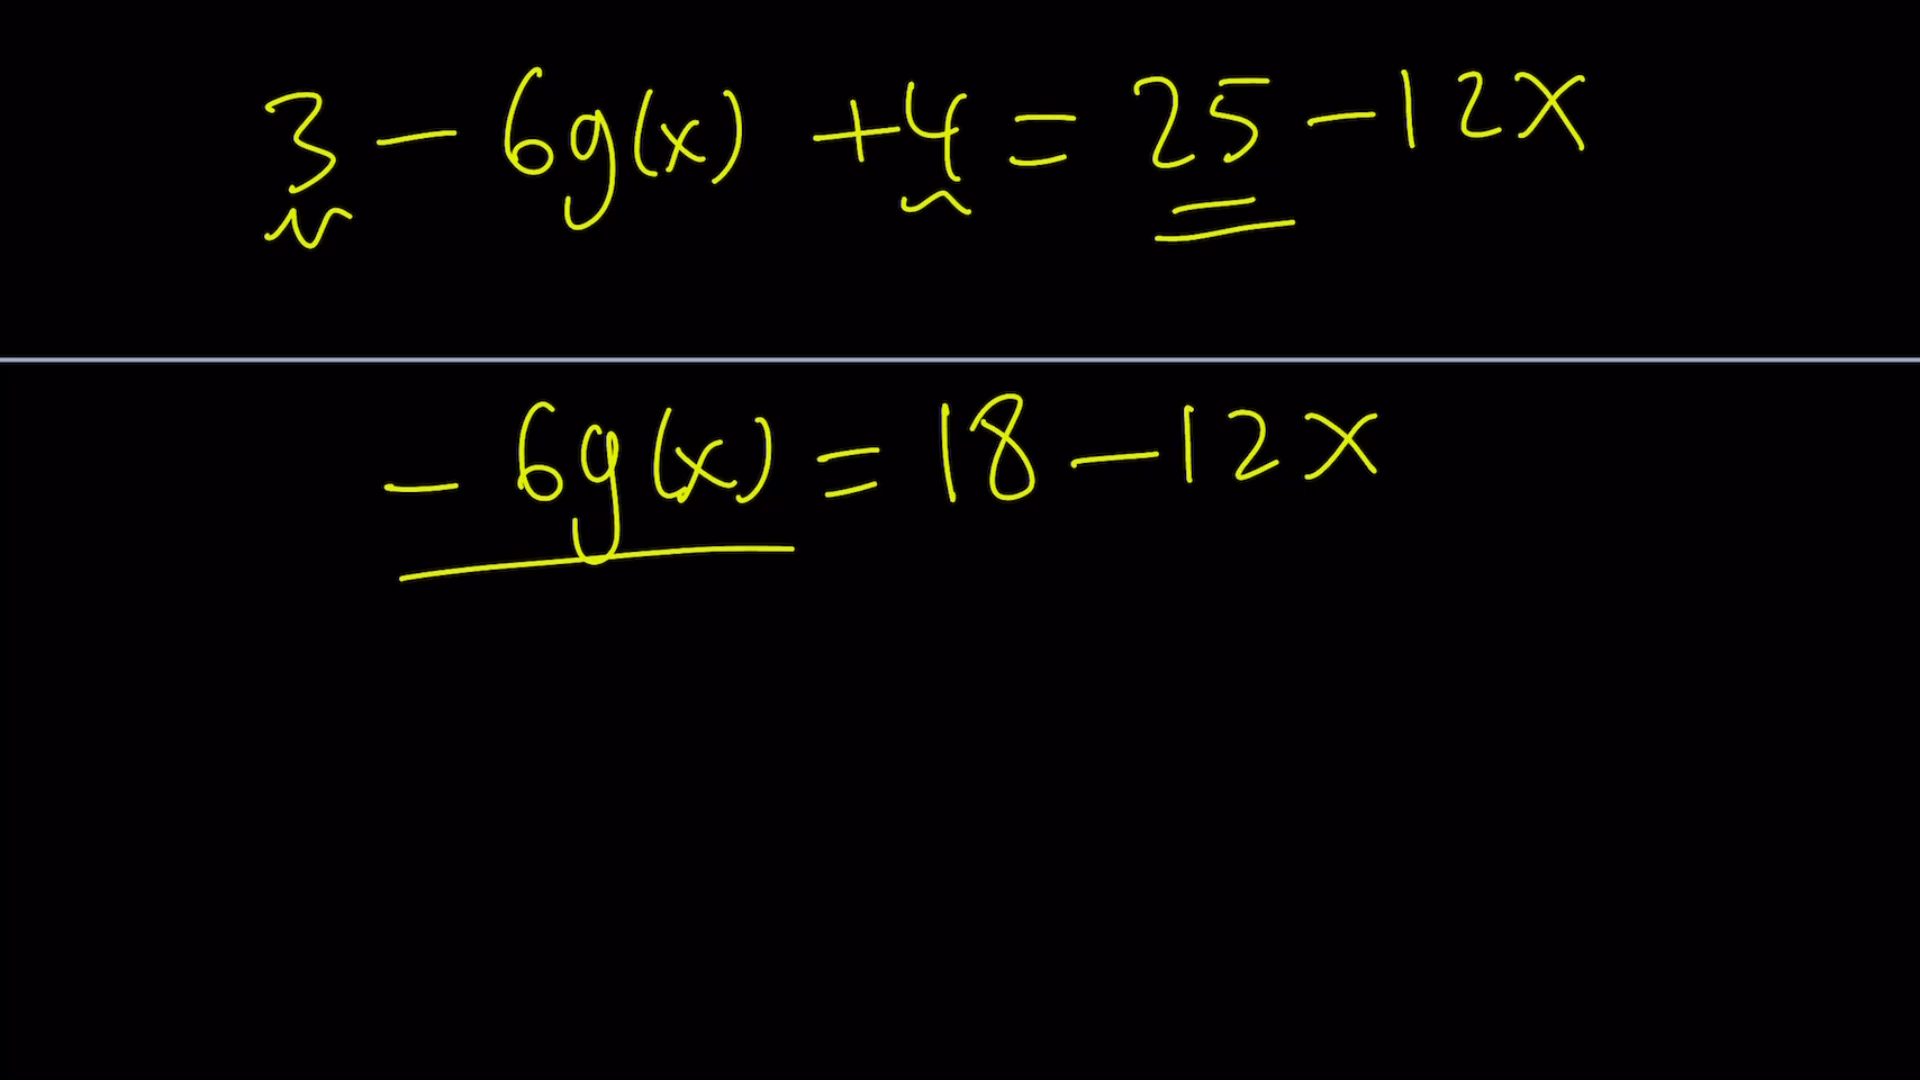 3 - 6g(x) + 4 = 25 - 12x
- 6g(x) = 18 - 12x